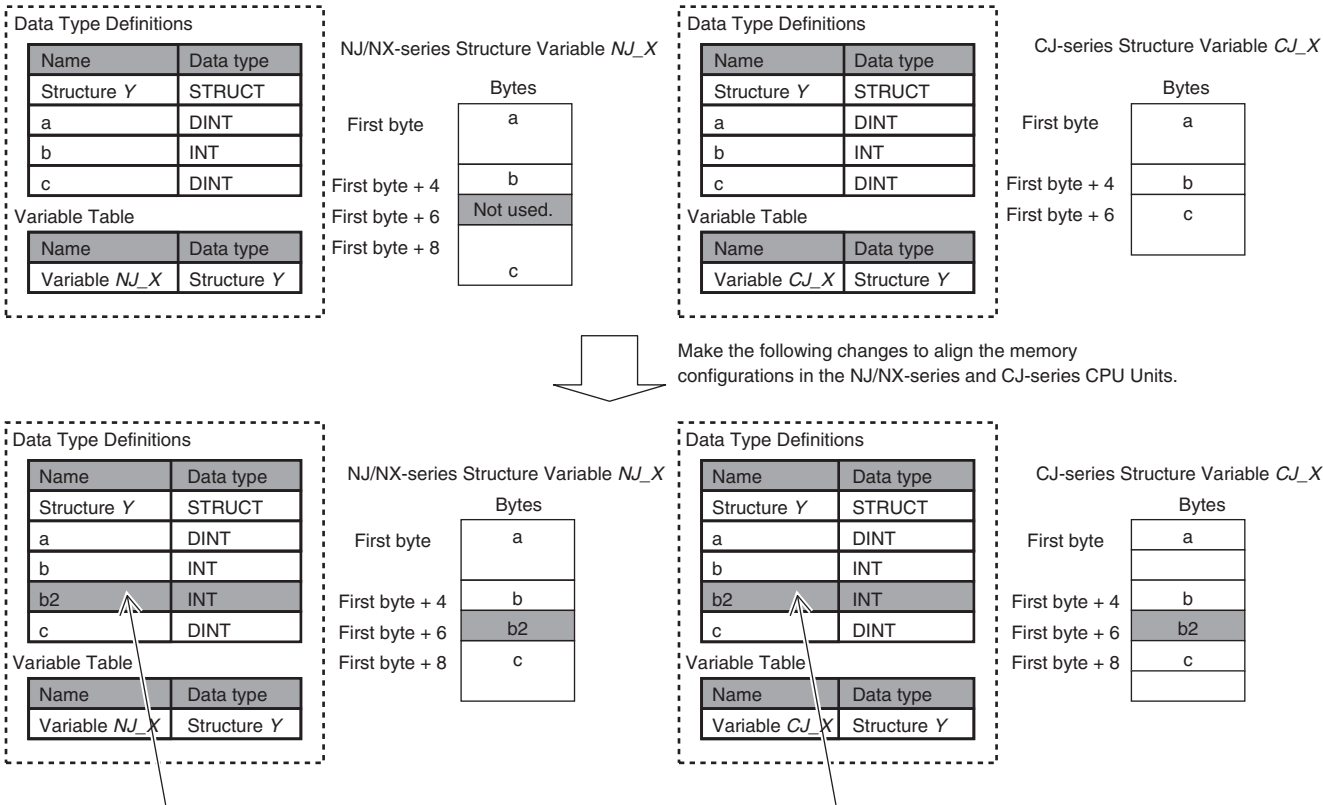 Data Type Definitions
Name Data type
Structure Y STRUCT
a DINT
b INT
c DINT
Variable Table
Name Data type
Variable NJ_X Structure Y
NJ/NX-series Structure Variable NJ_X
Bytes
First byte a
First byte + 4 b
First byte + 6 Not used.
First byte + 8
c
Data Type Definitions
Name Data type
Structure Y STRUCT
a DINT
b INT
c DINT
Variable Table
Name Data type
Variable CJ_X Structure Y
CJ-series Structure Variable CJ_X
Bytes
First byte a
First byte + 4 b
First byte + 6 c
Make the following changes to align the memory
configurations in the NJ/NX-series and CJ-series CPU Units.
Data Type Definitions
Name Data type
Structure Y STRUCT
a DINT
b INT
b2 INT
c DINT
Variable Table
Name Data type
Variable NJ_X Structure Y
NJ/NX-series Structure Variable NJ_X
Bytes
First byte a
First byte + 4 b
First byte + 6 b2
First byte + 8 c
Data Type Definitions
Name Data type
Structure Y STRUCT
a DINT
b INT
b2 INT
c DINT
Variable Table
Name Data type
Variable CJ_X Structure Y
CJ-series Structure Variable CJ_X
Bytes
First byte a
First byte + 4 b
First byte + 6 b2
First byte + 8 c